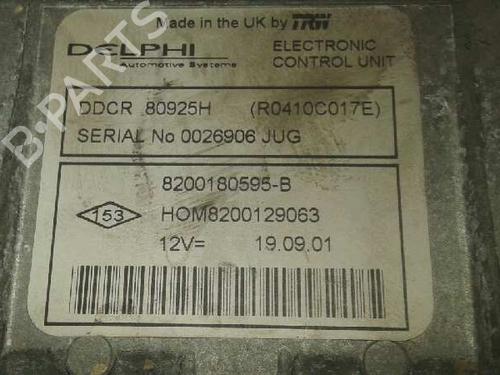 Made in the UK by TRW
DELPHI
Automotive Systems
ELECTRONIC
CONTROL UNIT
DDCR 80925H (R0410C017E)
SERIAL No 0026906 JUG
8200180595-B
153
HOM8200129063
12V= 19.09.01
B-PARTS